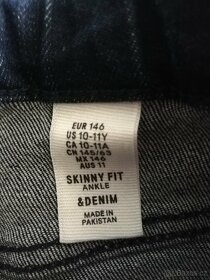 EUR 146
US 10-11Y
CA 10-11A
CN 145/63
MX 146
AUS 11
SKINNY FIT
ANKLE
&DENIM
MADE IN
PAKISTAN